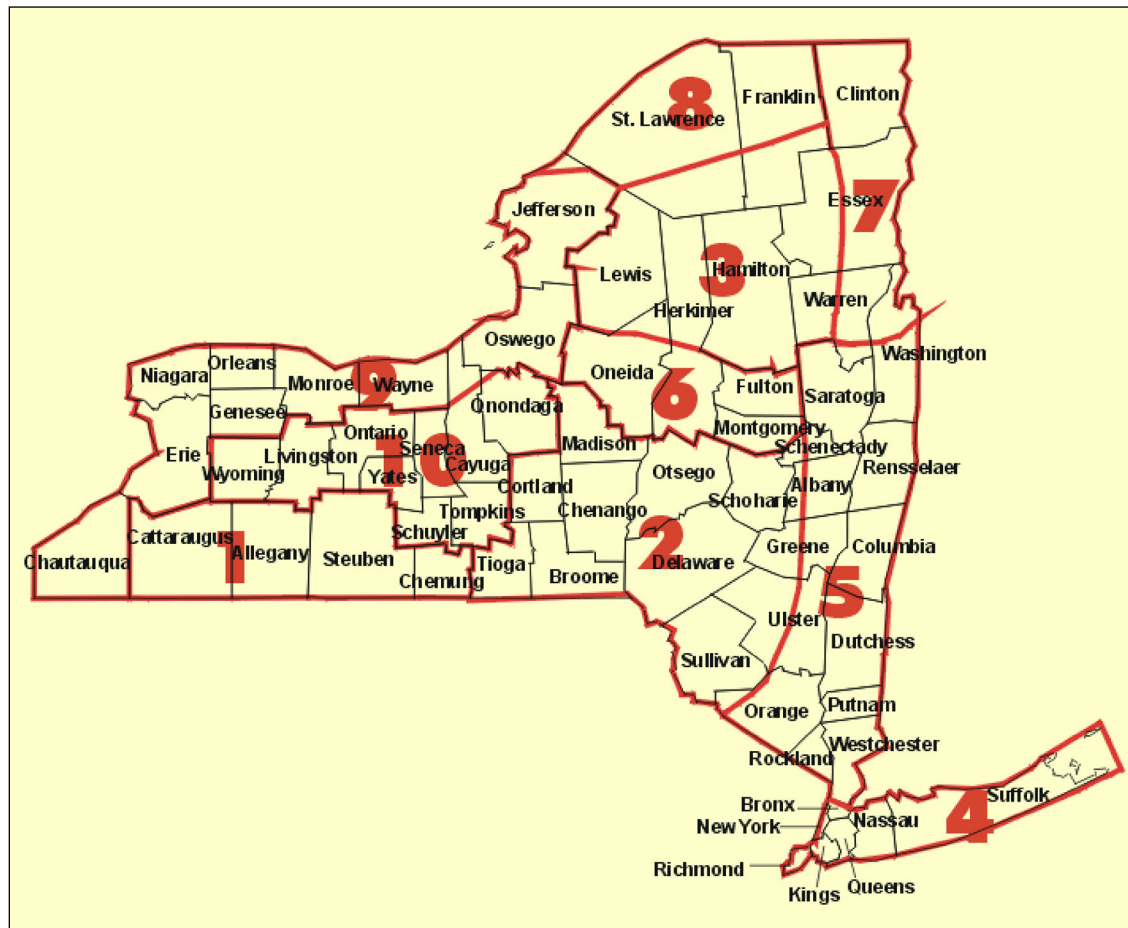 8
Franklin
Clinton
St. Lawrence
7
Essex
Jefferson
3
Lewis
Hamilton
Herkimer
Warren
Oswego
Washington
Orleans
Niagara
9
Monroe
Wayne
Oneida
6
Fulton
Saratoga
Genesee
Onondaga
Ontario
Montgomery
Madison
Schenectady
Erie
Wyoming
Livingston
10
Seneca
Cayuga
Otsego
Rensselaer
Yates
Cortland
Albany
Schoharie
Tompkins
Chenango
Schuyler
Cattaraugus
1
Allegany
Steuben
2
Greene
Columbia
Chautauqua
Chemung
Tioga
Delaware
Broome
5
Ulster
Dutchess
Sullivan
Orange
Putnam
Rockland
Westchester
Suffolk
Bronx
4
Nassau
New York
Richmond
Kings
Queens